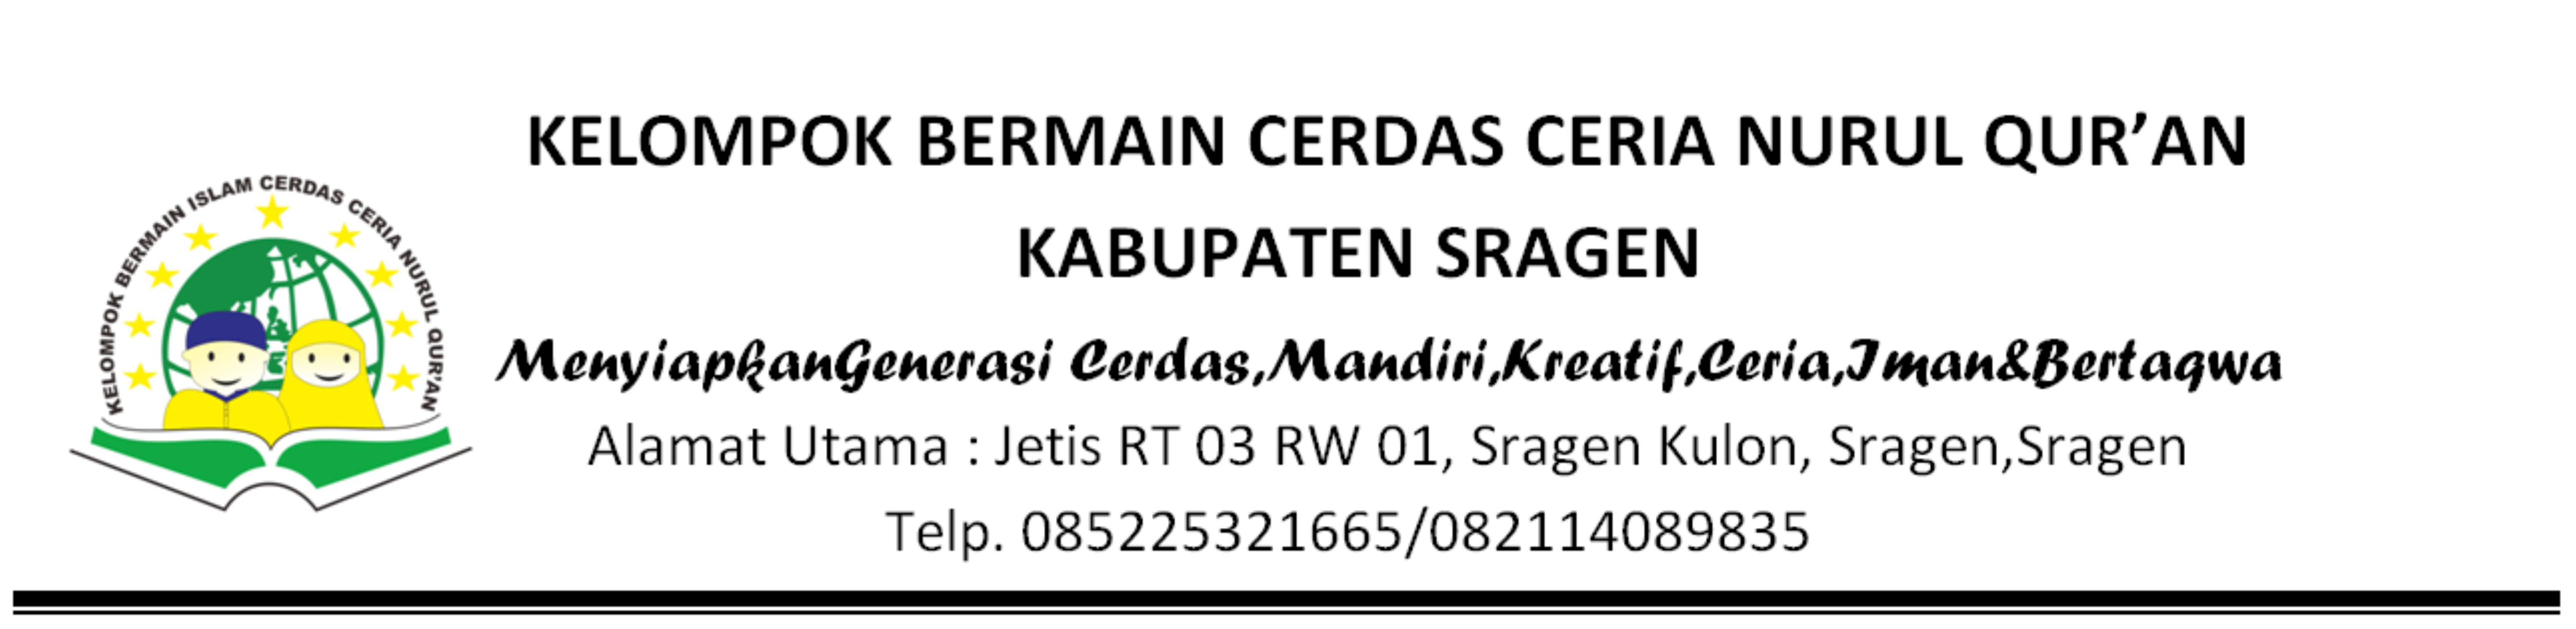 KELOMPOK BERMAIN CERDAS CERIA NURUL QUR’AN
KABUPATEN SRAGEN
KELOMPOK BERMAIN ISLAM CERDAS CERIA NURUL QUR'AN
MenyiapkanGenerasi Cerdas,Mandiri,Kreatif,Ceria,Iman&Bertaqwa
Alamat Utama : Jetis RT 03 RW 01, Sragen Kulon, Sragen,Sragen
Telp. 085225321665/082114089835